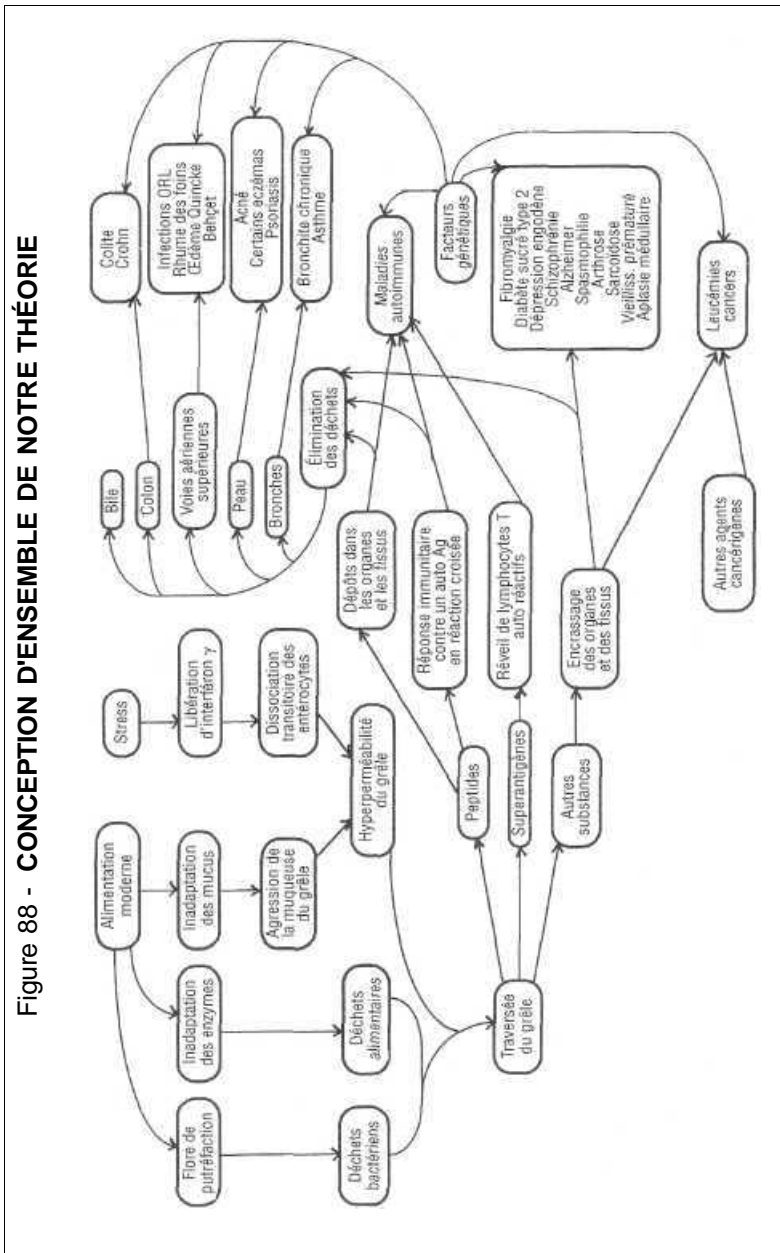 Figure 88 - CONCEPTION D'ENSEMBLE DE NOTRE THÉORIE
Alimentation
moderne
Stress
Flore de
putréfaction
Inadaptation
des enzymes
Inadaptation
des mucus
Libération
d'interféron γ
Agression de
la muqueuse
du grêle
Dissociation
transitoire des
entérocytes
Déchets
bactériens
Déchets
alimentaires
Hyperperméabilité
du grêle
Traversée
du grêle
Peptides
Superantigènes
Autres
substances
Dépôts dans
les organes
et les tissus
Réponse immunitaire
contre un auto Ag
en réaction croisée
Réveil de lymphocytes T
auto réactifs
Encrassage
des organes
et des tissus
Autres agents
cancérigènes
Bile
Colon
Voies aériennes
supérieures
Peau
Bronches
Élimination
des déchets
Colite
Crohn
Infections ORL
Rhume des foins
Œdème Quincke
Behçet
Acné
Certains eczémas
Psoriasis
Bronchite chronique
Asthme
Maladies
autoimmunes
Facteurs
génétiques
Fibromyalgie
Diabète sucré type 2
Dépression engodène
Schizophrénie
Alzheimer
Spasmophilie
Arthrose
Sarcoïdose
Vieilliss. prématuré
Aplasie médullaire
Leucémies
cancers